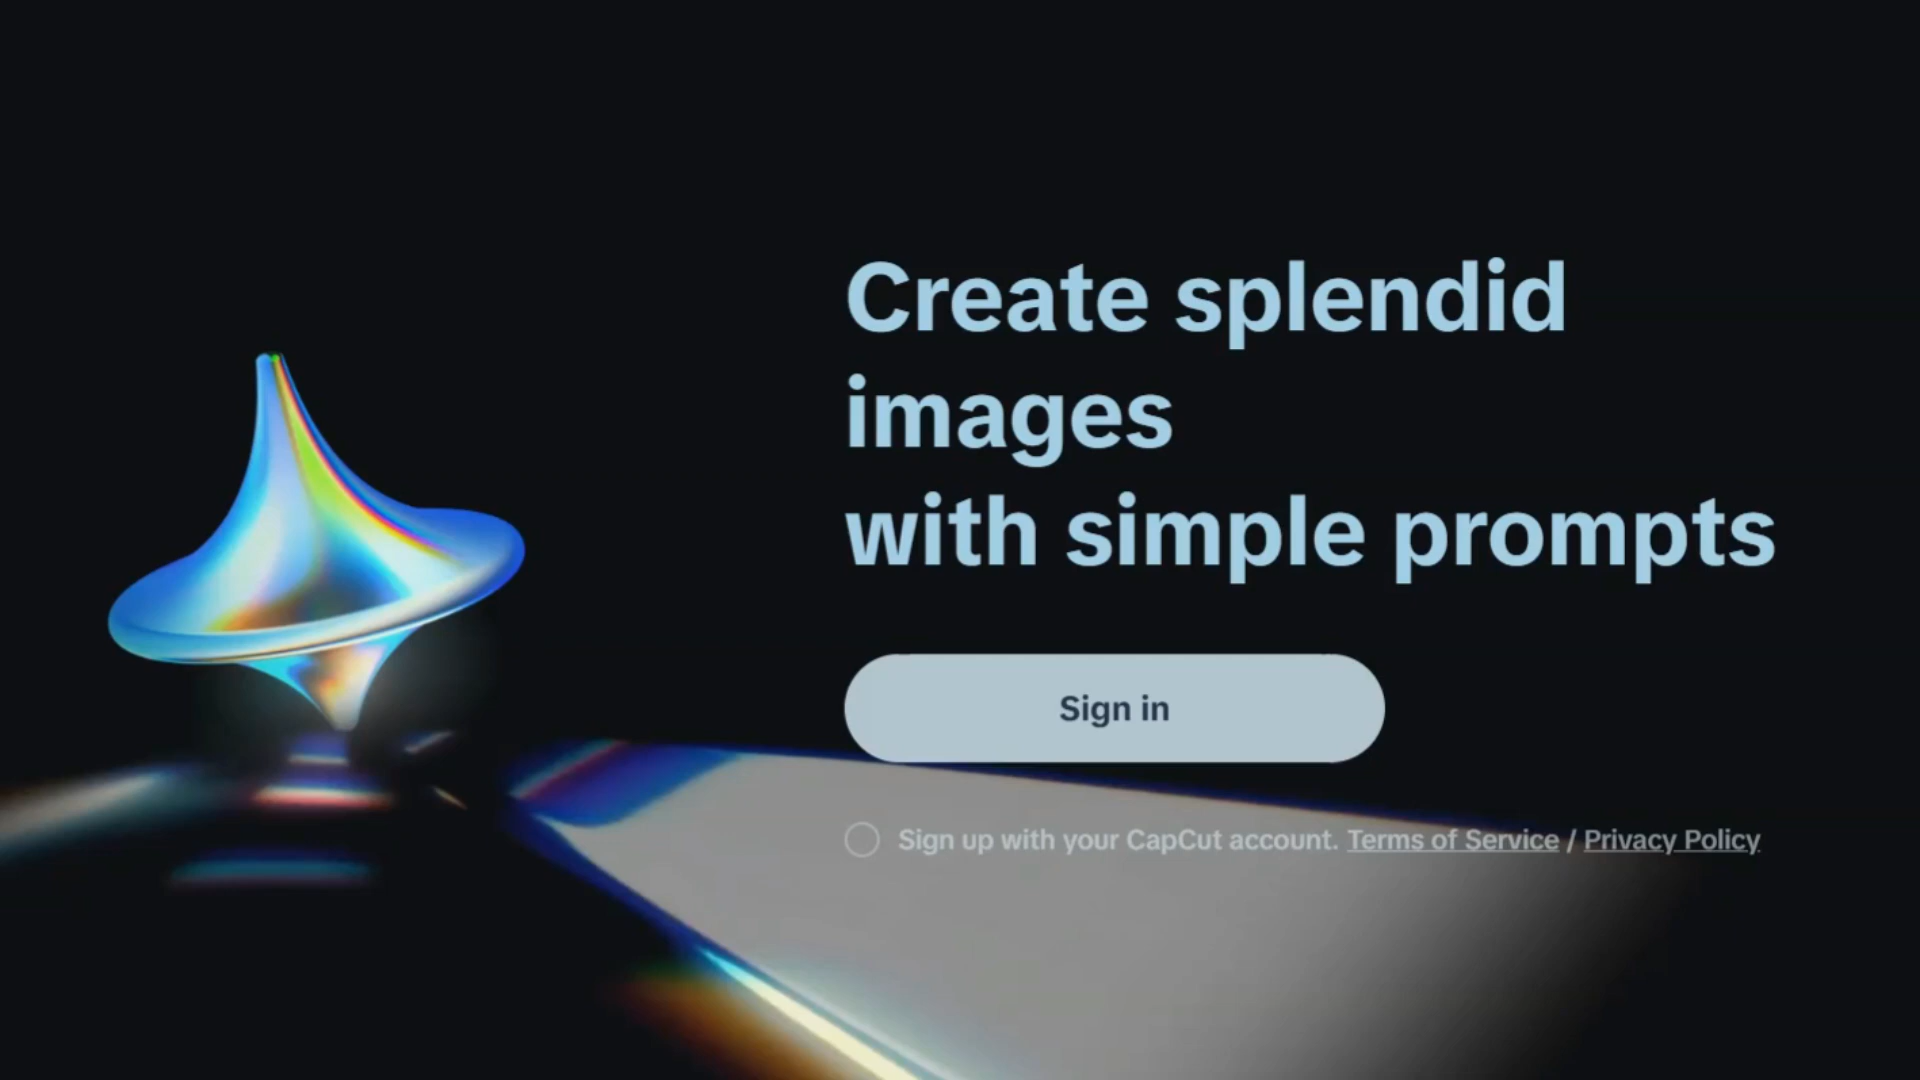 Create splendid
images
with simple prompts
Sign in
Sign up with your CapCut account. Terms of Service / Privacy Policy